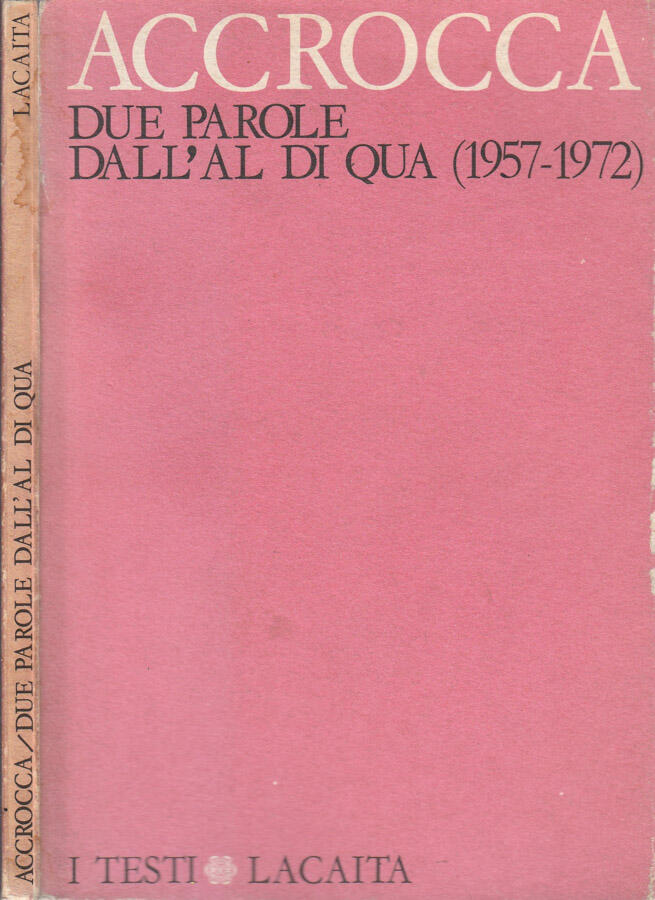 ACCROCCA
DUE PAROLE
DALL'AL DI QUA (1957-1972)
I TESTI LACAITA
ACCROCCA/DUE PAROLE DALL'AL DI QUA LACAITA